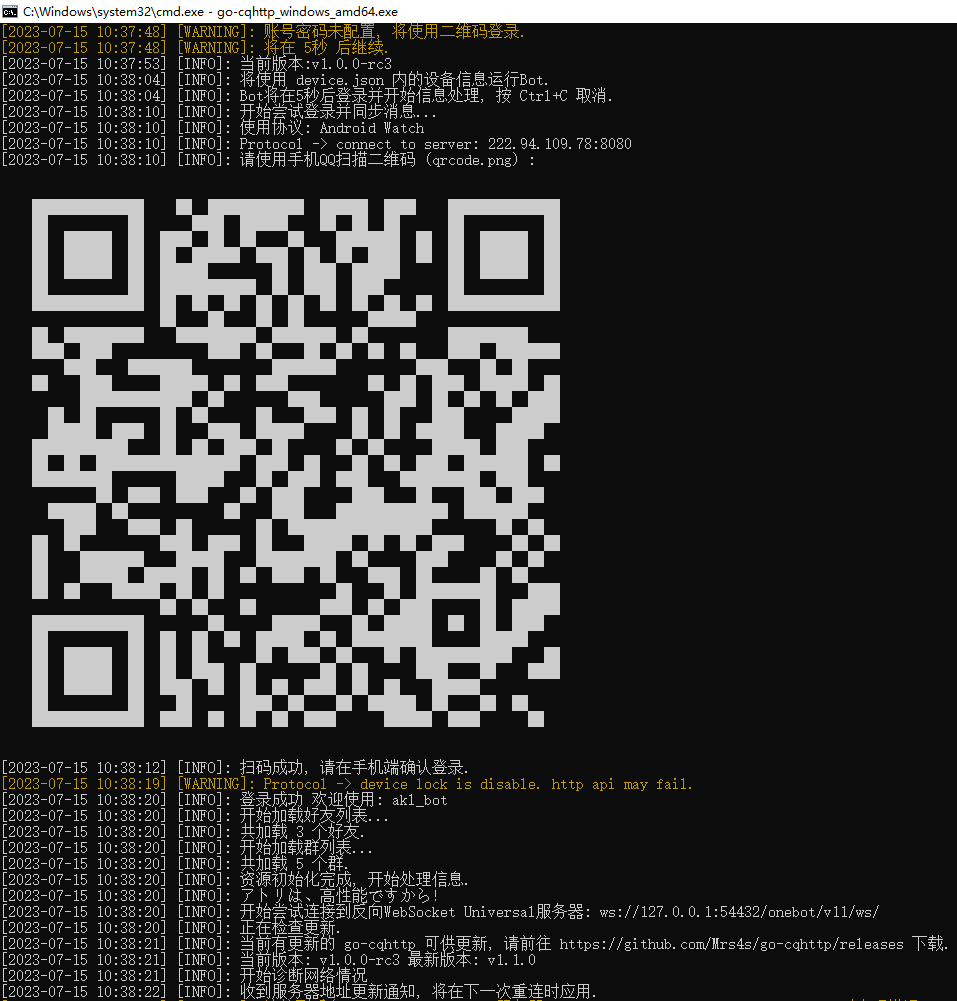 C:\Windows\system32\cmd.exe - go-cqhttp_windows_amd64.exe
[2023-07-15 10:37:48] [WARNING]: 账号密码未配置, 将使用二维码登录.
[2023-07-15 10:37:48] [WARNING]: 将在 5秒 后继续.
[2023-07-15 10:37:53] [INFO]: 当前版本:v1.0.0-rc3
[2023-07-15 10:38:04] [INFO]: 将使用 device.json 内的设备信息运行Bot.
[2023-07-15 10:38:04] [INFO]: Bot将在5秒后登录并开始信息处理, 按 Ctrl+C 取消.
[2023-07-15 10:38:10] [INFO]: 开始尝试登录并同步消息...
[2023-07-15 10:38:10] [INFO]: 使用协议: Android Watch
[2023-07-15 10:38:10] [INFO]: Protocol -> connect to server: 222.94.109.78:8080
[2023-07-15 10:38:10] [INFO]: 请使用手机QQ扫描二维码 (qrcode.png) :
[2023-07-15 10:38:12] [INFO]: 扫码成功, 请在手机端确认登录.
[2023-07-15 10:38:19] [WARNING]: Protocol -> device lock is disable. http api may fail.
[2023-07-15 10:38:20] [INFO]: 登录成功 欢迎使用: akl_bot
[2023-07-15 10:38:20] [INFO]: 开始加载好友列表...
[2023-07-15 10:38:20] [INFO]: 共加载 3 个好友.
[2023-07-15 10:38:20] [INFO]: 开始加载群列表...
[2023-07-15 10:38:20] [INFO]: 共加载 5 个群.
[2023-07-15 10:38:20] [INFO]: 资源初始化完成, 开始处理信息.
[2023-07-15 10:38:20] [INFO]: アトリは、高性能ですから!
[2023-07-15 10:38:20] [INFO]: 开始尝试连接到反向WebSocket Universal服务器: ws://127.0.0.1:54432/onebot/v11/ws/
[2023-07-15 10:38:20] [INFO]: 正在检查更新.
[2023-07-15 10:38:21] [INFO]: 当前有更新的 go-cqhttp 可供更新, 请前往 https://github.com/Mrs4s/go-cqhttp/releases 下载.
[2023-07-15 10:38:21] [INFO]: 当前版本: v1.0.0-rc3 最新版本: v1.1.0
[2023-07-15 10:38:21] [INFO]: 开始诊断网络情况
[2023-07-15 10:38:22] [INFO]: 收到服务器地址更新通知, 将在下一次重连时应用.